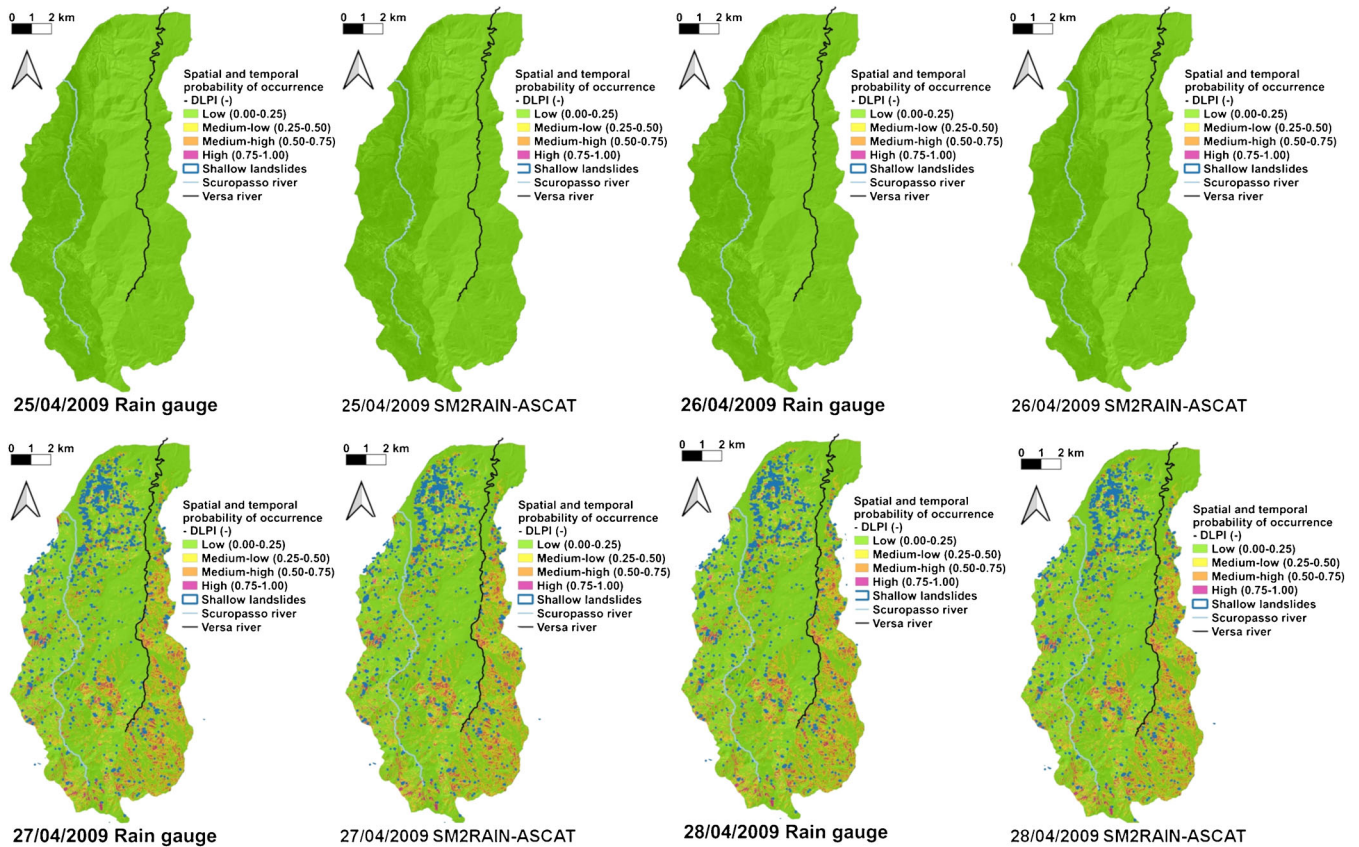 0 1 2 km
Spatial and temporal
probability of occurrence
- DLPI (-)
Low (0.00-0.25)
Medium-low (0.25-0.50)
Medium-high (0.50-0.75)
High (0.75-1.00)
Shallow landslides
Scuropasso river
Versa river
25/04/2009 Rain gauge
0 1 2 km
Spatial and temporal
probability of occurrence
- DLPI (-)
Low (0.00-0.25)
Medium-low (0.25-0.50)
Medium-high (0.50-0.75)
High (0.75-1.00)
Shallow landslides
Scuropasso river
Versa river
25/04/2009 SM2RAIN-ASCAT
0 1 2 km
Spatial and temporal
probability of occurrence
- DLPI (-)
Low (0.00-0.25)
Medium-low (0.25-0.50)
Medium-high (0.50-0.75)
High (0.75-1.00)
Shallow landslides
Scuropasso river
Versa river
26/04/2009 Rain gauge
0 1 2 km
Spatial and temporal
probability of occurrence
- DLPI (-)
Low (0.00-0.25)
Medium-low (0.25-0.50)
Medium-high (0.50-0.75)
High (0.75-1.00)
Shallow landslides
Scuropasso river
Versa river
26/04/2009 SM2RAIN-ASCAT
0 1 2 km
Spatial and temporal
probability of occurrence
- DLPI (-)
Low (0.00-0.25)
Medium-low (0.25-0.50)
Medium-high (0.50-0.75)
High (0.75-1.00)
Shallow landslides
Scuropasso river
Versa river
27/04/2009 Rain gauge
0 1 2 km
Spatial and temporal
probability of occurrence
- DLPI (-)
Low (0.00-0.25)
Medium-low (0.25-0.50)
Medium-high (0.50-0.75)
High (0.75-1.00)
Shallow landslides
Scuropasso river
Versa river
27/04/2009 SM2RAIN-ASCAT
0 1 2 km
Spatial and temporal
probability of occurrence
- DLPI (-)
Low (0.00-0.25)
Medium-low (0.25-0.50)
Medium-high (0.50-0.75)
High (0.75-1.00)
Shallow landslides
Scuropasso river
Versa river
28/04/2009 Rain gauge
0 1 2 km
Spatial and temporal
probability of occurrence
- DLPI (-)
Low (0.00-0.25)
Medium-low (0.25-0.50)
Medium-high (0.50-0.75)
High (0.75-1.00)
Shallow landslides
Scuropasso river
Versa river
28/04/2009 SM2RAIN-ASCAT